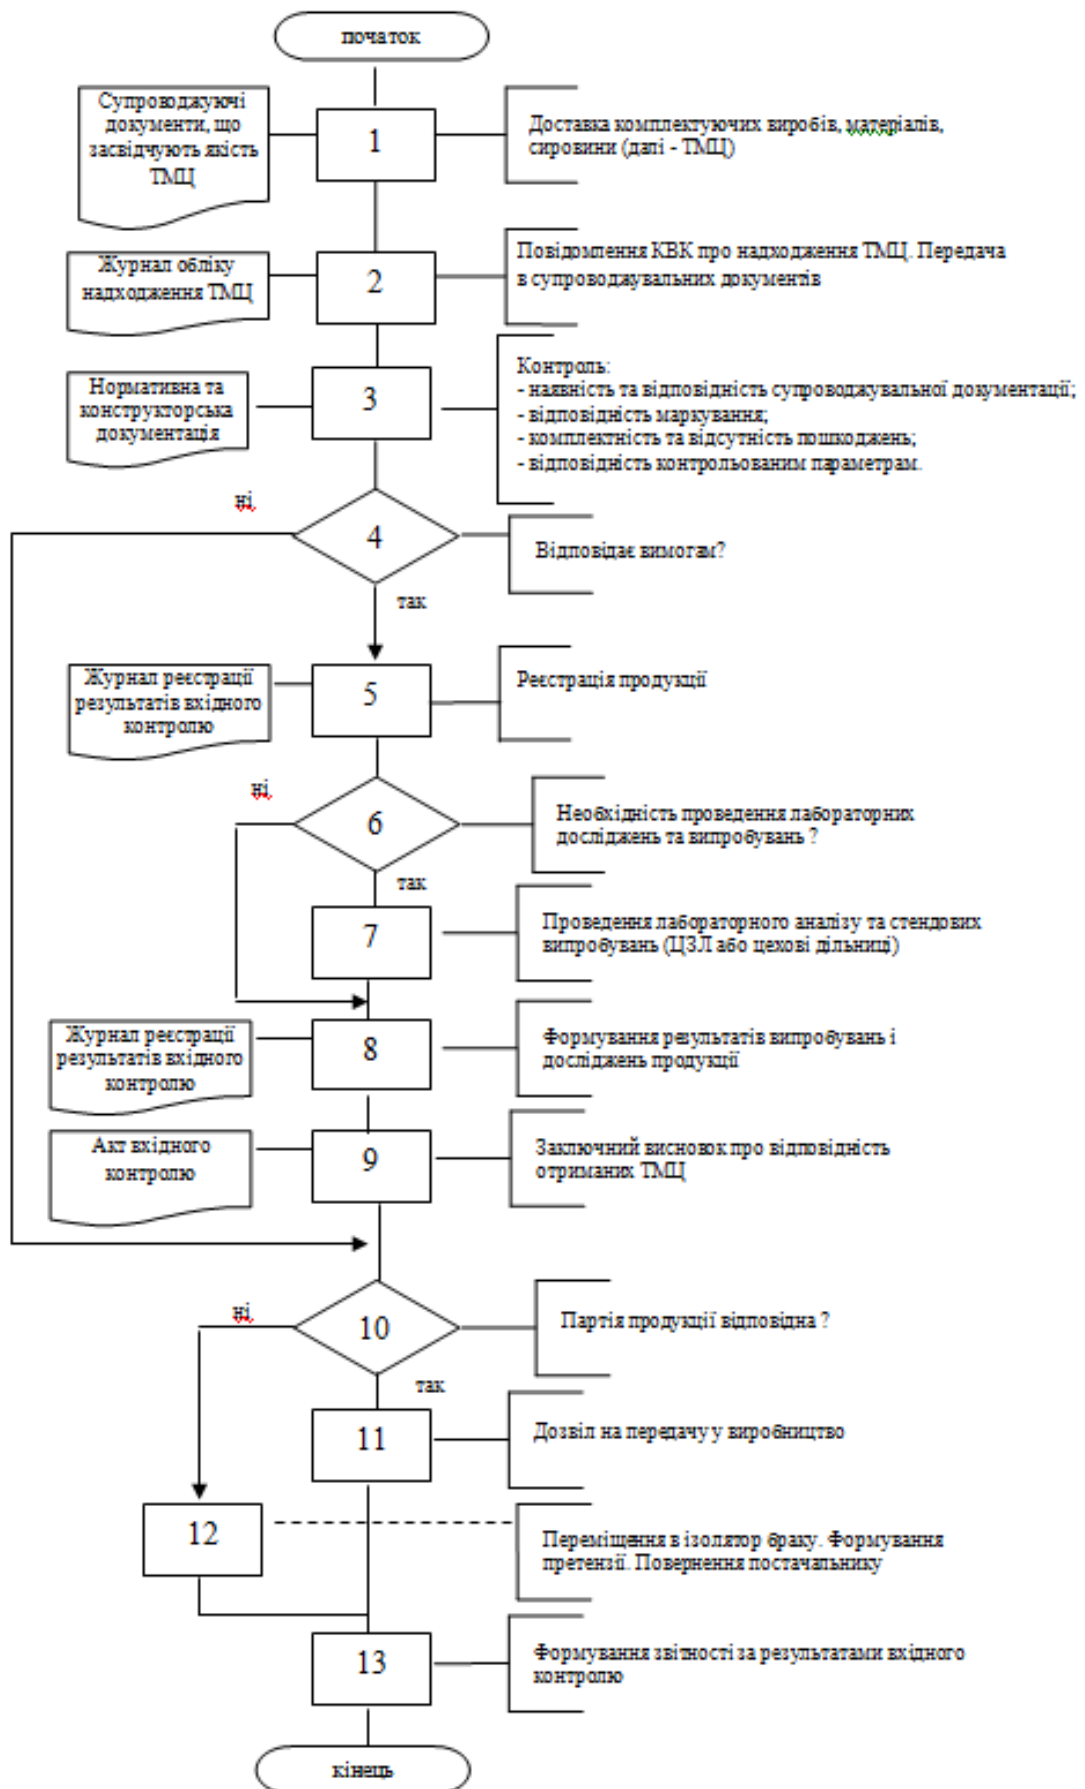 початок
Супроводжуючі
документи, що
засвідчують якість
ТМЦ
1
Доставка комплектуючих виробів, матеріалів,
сировини (далі - ТМЦ)
Журнал обліку
надходження ТМЦ
2
Повідомлення КВК про надходження ТМЦ. Передача
в супроводжувальних документів
Нормативна та
конструкторська
документація
3
Контроль:
- наявність та відповідність супроводжувальної документації;
- відповідність маркування;
- комплектність та відсутність пошкоджень;
- відповідність контрольованим параметрам.
ні
4
Відповідає вимогам?
так
Журнал реєстрації
результатів вхідного
контролю
5
Реєстрація продукції
ні
6
Необхідність проведення лабораторних
досліджень та випробувань ?
так
7
Проведення лабораторного аналізу та стендових
випробувань (ЦЗЛ або цехові дільниці)
Журнал реєстрації
результатів вхідного
контролю
8
Формування результатів випробувань і
досліджень продукції
Акт вхідного
контролю
9
Заключний висновок про відповідність
отриманих ТМЦ
ні
10
Партія продукції відповідна ?
так
11
Дозвіл на передачу у виробництво
12
Переміщення в ізолятор браку. Формування
претензії. Повернення постачальнику
13
Формування звітності за результатами вхідного
контролю
кінець